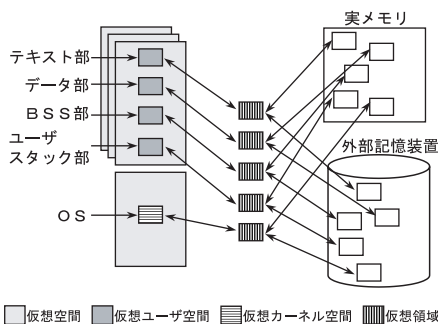 テキスト部
データ部
BSS部
ユーザ
スタック部
OS
実メモリ
外部記憶装置
仮想空間 仮想ユーザ空間 仮想カーネル空間 仮想領域